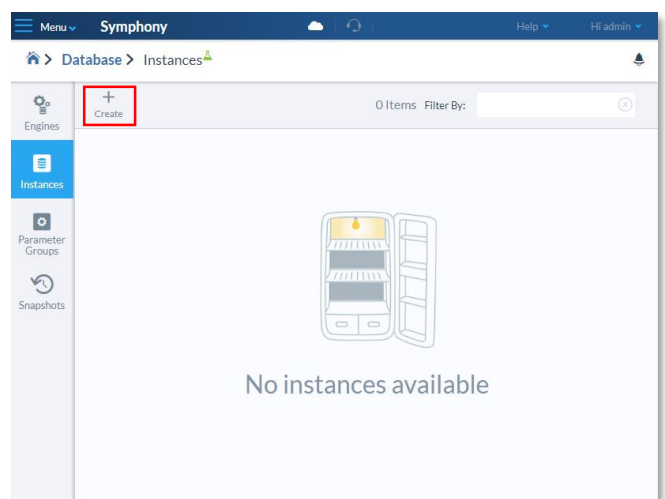 Menu Symphony Help Hi admin
> Database > Instances
+
Create
0 Items Filter By:
Engines
Instances
Parameter
Groups
Snapshots
No instances available